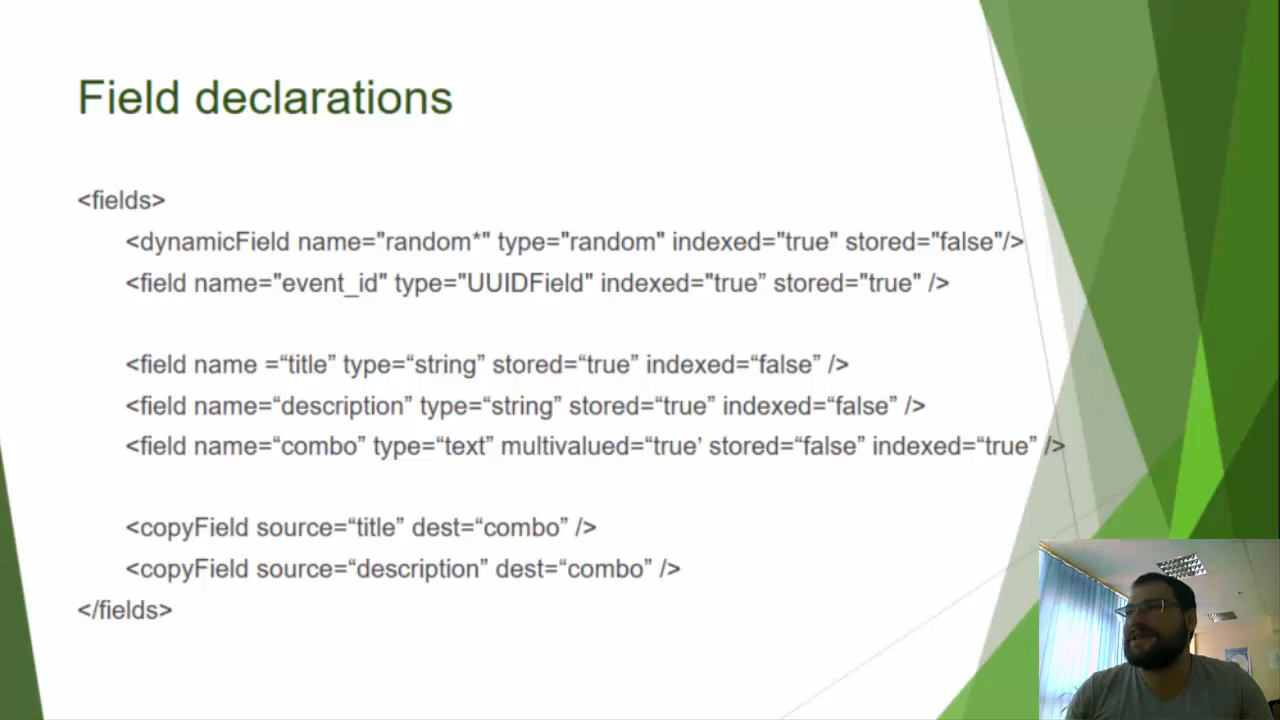 Field declarations
<fields>
<dynamicField name="random*" type="random" indexed="true" stored="false"/>
<field name="event_id" type="UUIDField" indexed="true” stored="true" />
<field name =“title” type=“string” stored=“true” indexed=“false” />
<field name=“description” type=“string” stored=“true” indexed=“false” />
<field name=“combo” type=“text” multivalued=“true’ stored=“false” indexed=“true” />
<copyField source=“title” dest=“combo” />
<copyField source=“description” dest=“combo” />
</fields>